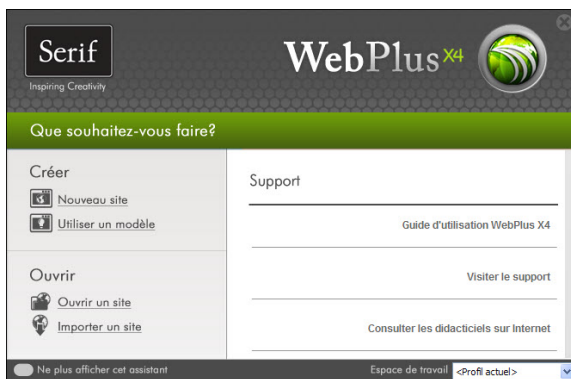 Serif
Inspiring Creativity
WebPlus X4
Que souhaitez-vous faire?
Créer
Nouveau site
Utiliser un modèle
Ouvrir
Ouvrir un site
Importer un site
Support
Guide d'utilisation WebPlus X4
Visiter le support
Consulter les didacticiels sur Internet
Ne plus afficher cet assistant
Espace de travail <Profil actuel>